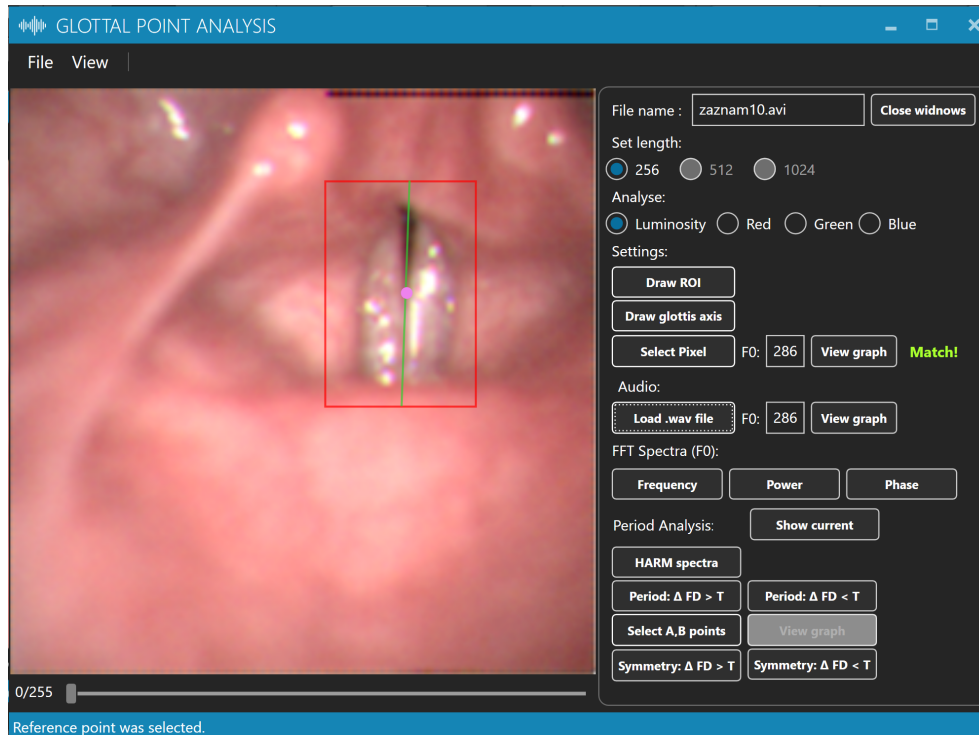 GLOTTAL POINT ANALYSIS
File View
File name : zaznam10.avi Close widnows
Set length:
256 512 1024
Analyse:
Luminosity Red Green Blue
Settings:
Draw ROI
Draw glottis axis
Select Pixel F0: 286 View graph Match!
Audio:
Load .wav file F0: 286 View graph
FFT Spectra (F0):
Frequency Power Phase
Period Analysis: Show current
HARM spectra
Period: Δ FD > T Period: Δ FD < T
Select A,B points View graph
Symmetry: Δ FD > T Symmetry: Δ FD < T
0/255
Reference point was selected.